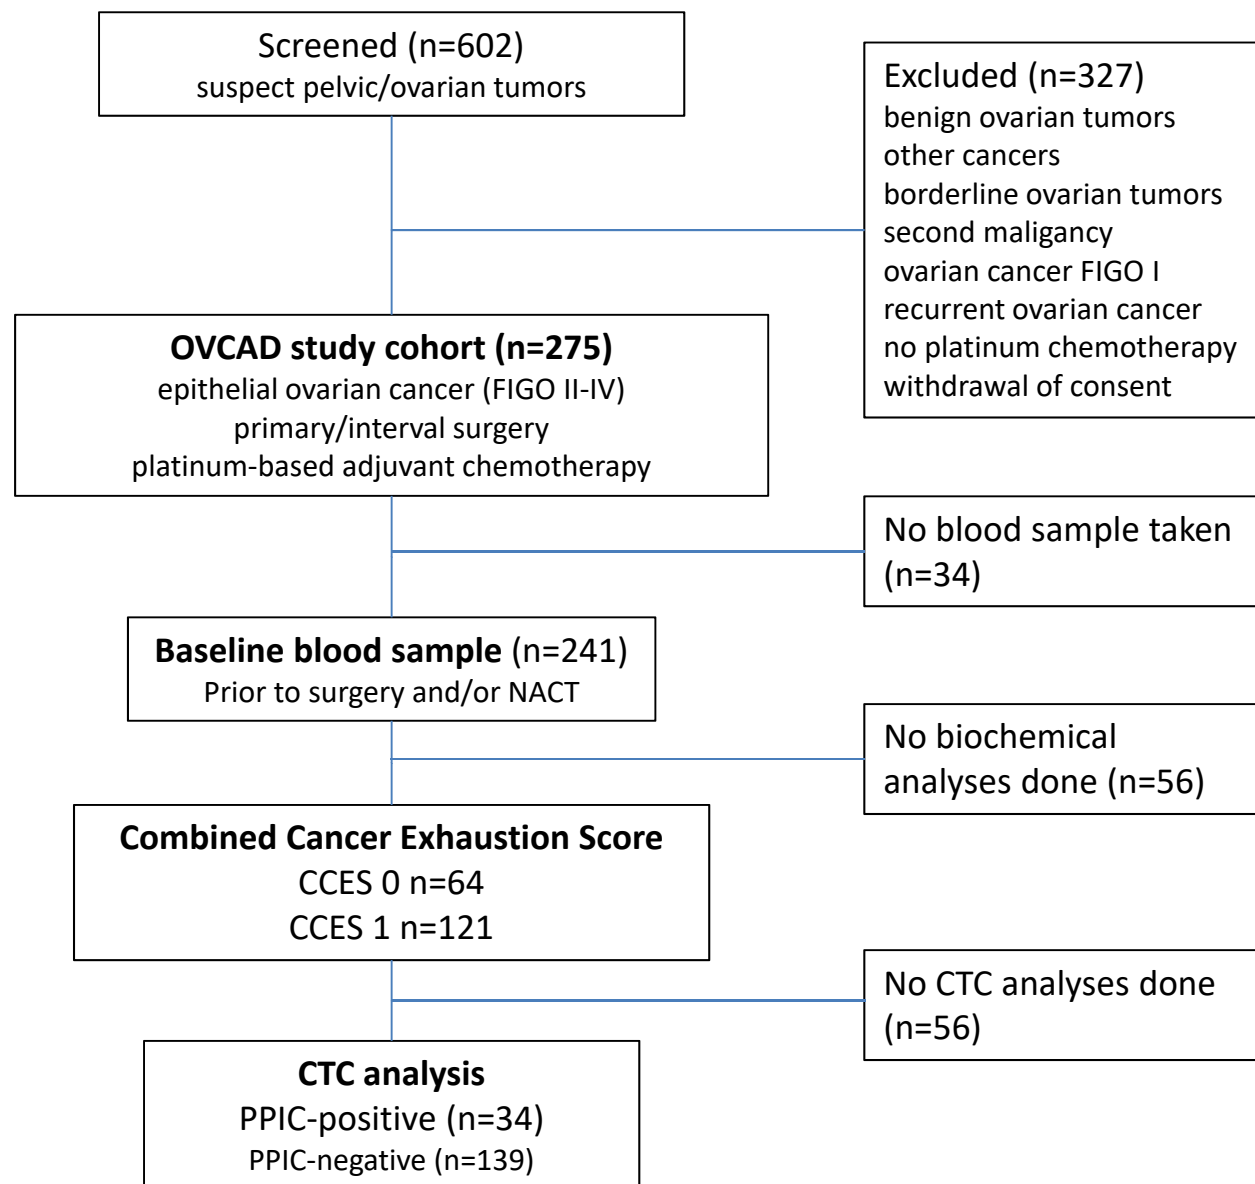 Screened (n=602)
suspect pelvic/ovarian tumors
Excluded (n=327)
benign ovarian tumors
other cancers
borderline ovarian tumors
second maligancy
ovarian cancer FIGO I
recurrent ovarian cancer
no platinum chemotherapy
withdrawal of consent
OVCAD study cohort (n=275)
epithelial ovarian cancer (FIGO II-IV)
primary/interval surgery
platinum-based adjuvant chemotherapy
No blood sample taken
(n=34)
Baseline blood sample (n=241)
Prior to surgery and/or NACT
No biochemical
analyses done (n=56)
Combined Cancer Exhaustion Score
CCES 0 n=64
CCES 1 n=121
No CTC analyses done
(n=56)
CTC analysis
PPIC-positive (n=34)
PPIC-negative (n=139)